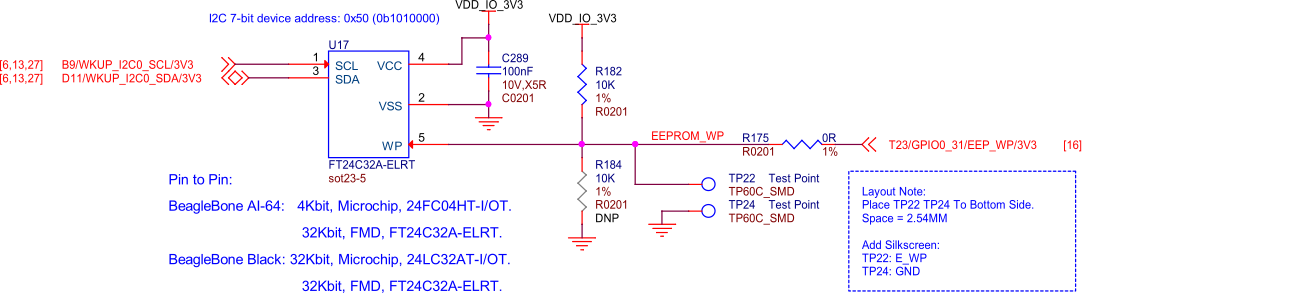 I2C 7-bit device address: 0x50 (0b1010000)
VDD_IO_3V3
VDD_IO_3V3
U17
[6,13,27] B9/WKUP_I2C0_SCL/3V3
1 SCL VCC 4
[6,13,27] D11/WKUP_I2C0_SDA/3V3
3 SDA
VSS 2
WP 5
FT24C32A-ELRT
sot23-5
C289
100nF
10V,X5R
C0201
R182
10K
1%
R0201
EEPROM_WP
R175 0R
R0201 1%
T23/GPIO0_31/EEP_WP/3V3 [16]
R184
10K
1%
R0201
DNP
TP22 Test Point
TP60C_SMD
TP24 Test Point
TP60C_SMD
Pin to Pin:
BeagleBone AI-64: 4Kbit, Microchip, 24FC04HT-I/OT.
32Kbit, FMD, FT24C32A-ELRT.
BeagleBone Black: 32Kbit, Microchip, 24LC32AT-I/OT.
32Kbit, FMD, FT24C32A-ELRT.
Layout Note:
Place TP22 TP24 To Bottom Side.
Space = 2.54MM
Add Silkscreen:
TP22: E_WP
TP24: GND